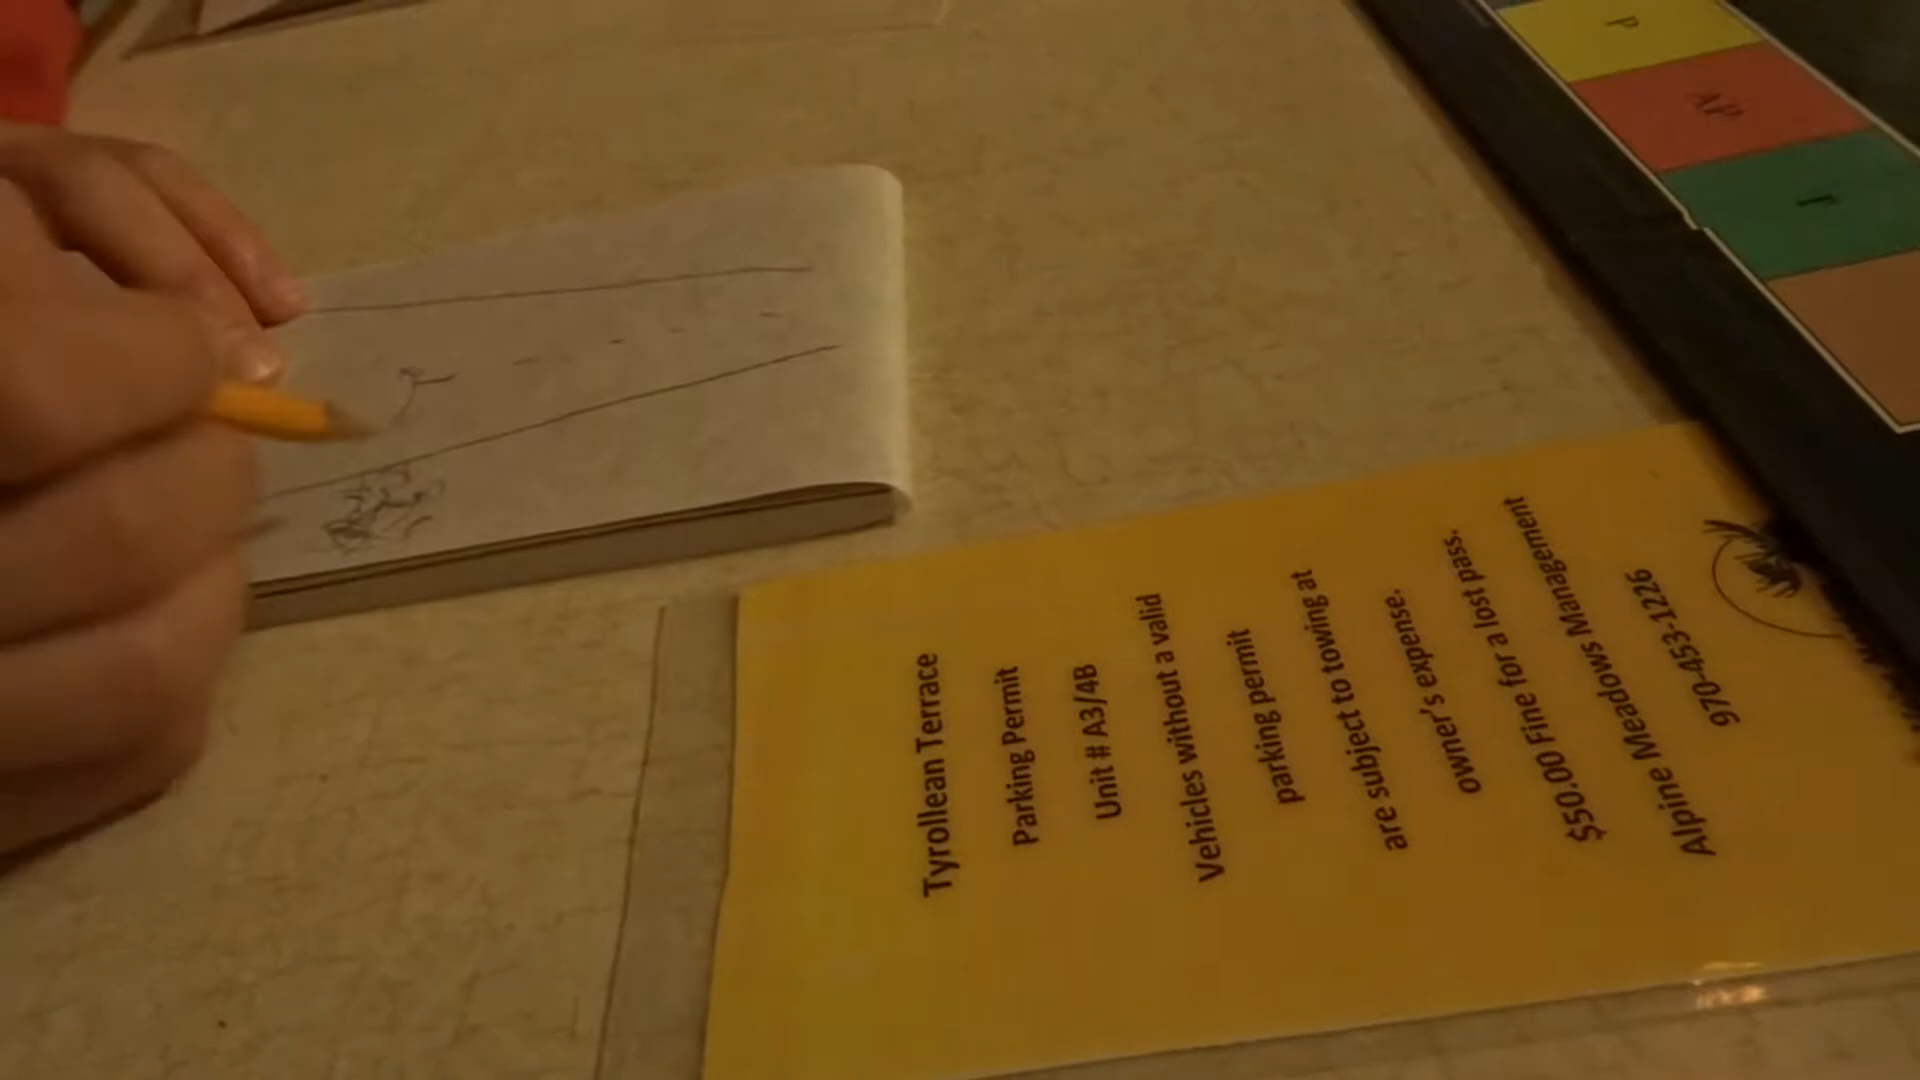 Tyrollean Terrace
Parking Permit
Unit # A3/4B
Vehicles without a valid
parking permit
are subject to towing at
owner's expense.
$50.00 Fine for a lost pass.
Alpine Meadows Management
970-453-1226
P
AP